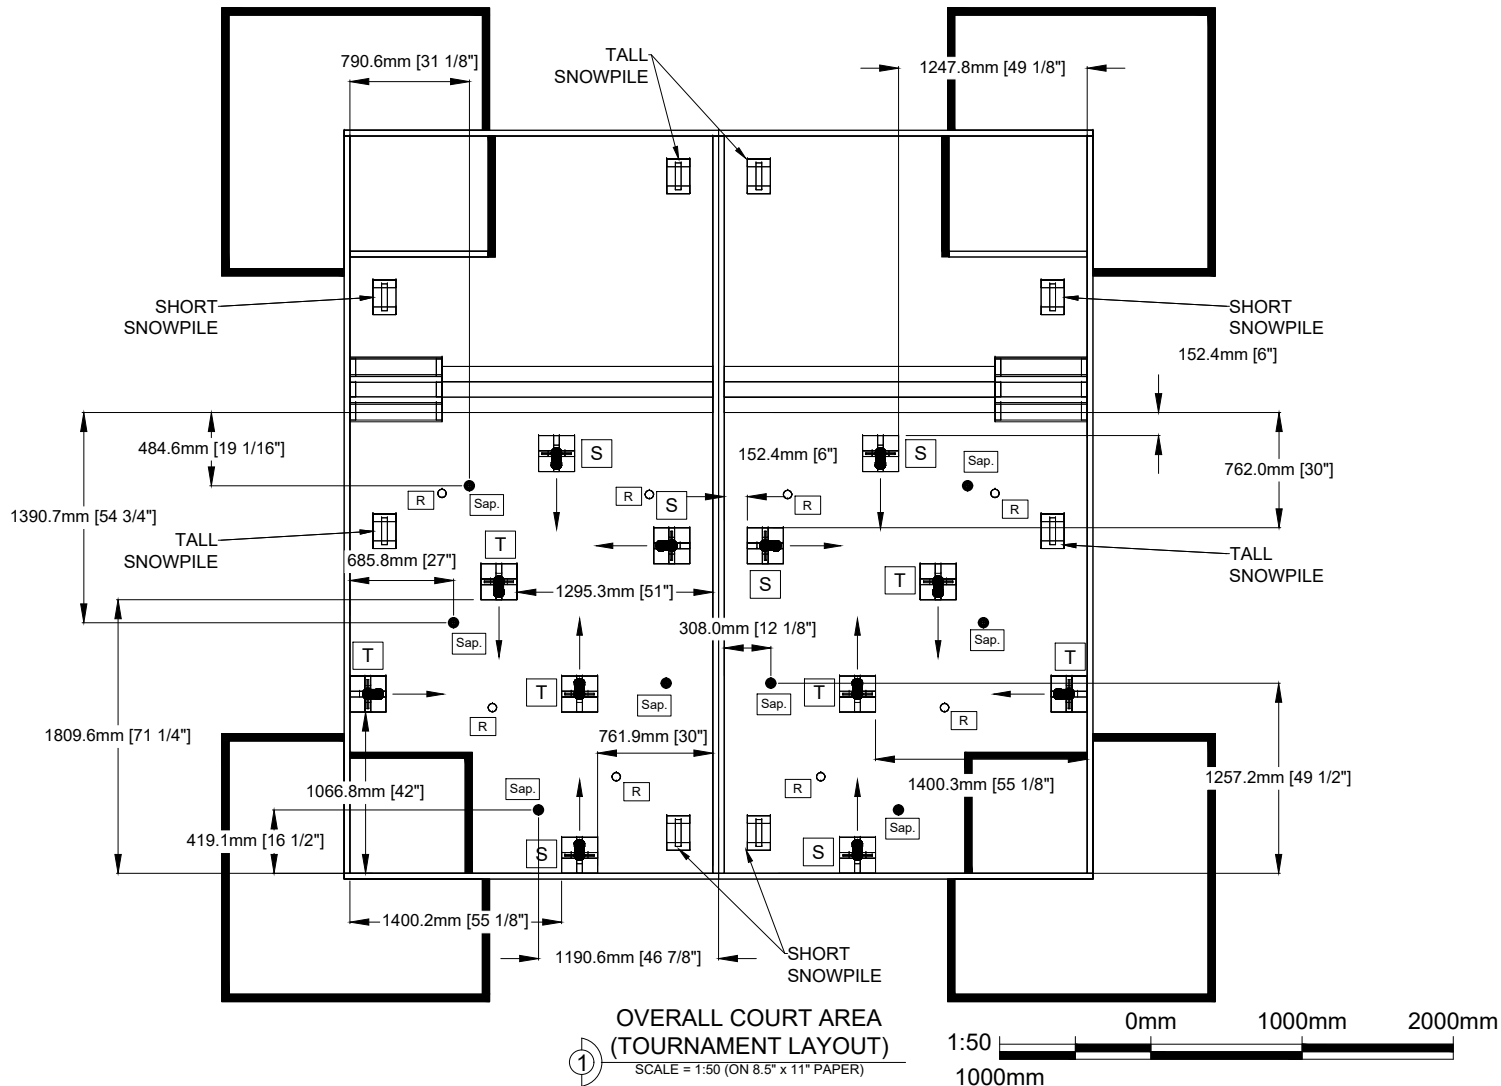 790.6mm [31 1/8"]
TALL
SNOWPILE
1247.8mm [49 1/8"]
SHORT
SNOWPILE
SHORT
SNOWPILE
152.4mm [6"]
484.6mm [19 1/16"]
S
152.4mm [6"]
S
Sap.
762.0mm [30"]
R
Sap.
R
S
R
R
1390.7mm [54 3/4"]
TALL
SNOWPILE
T
TALL
SNOWPILE
685.8mm [27"]
1295.3mm [51"]
S
T
308.0mm [12 1/8"]
Sap.
Sap.
T
T
T
T
Sap.
Sap.
R
R
1809.6mm [71 1/4"]
761.9mm [30"]
1066.8mm [42"]
Sap.
R
R
1400.3mm [55 1/8"]
1257.2mm [49 1/2"]
419.1mm [16 1/2"]
Sap.
S
S
1400.2mm [55 1/8"]
1190.6mm [46 7/8"]
SHORT
SNOWPILE
OVERALL COURT AREA
(TOURNAMENT LAYOUT)
1
SCALE = 1:50 (ON 8.5" x 11" PAPER)
0mm
1000mm
2000mm
1:50
1000mm